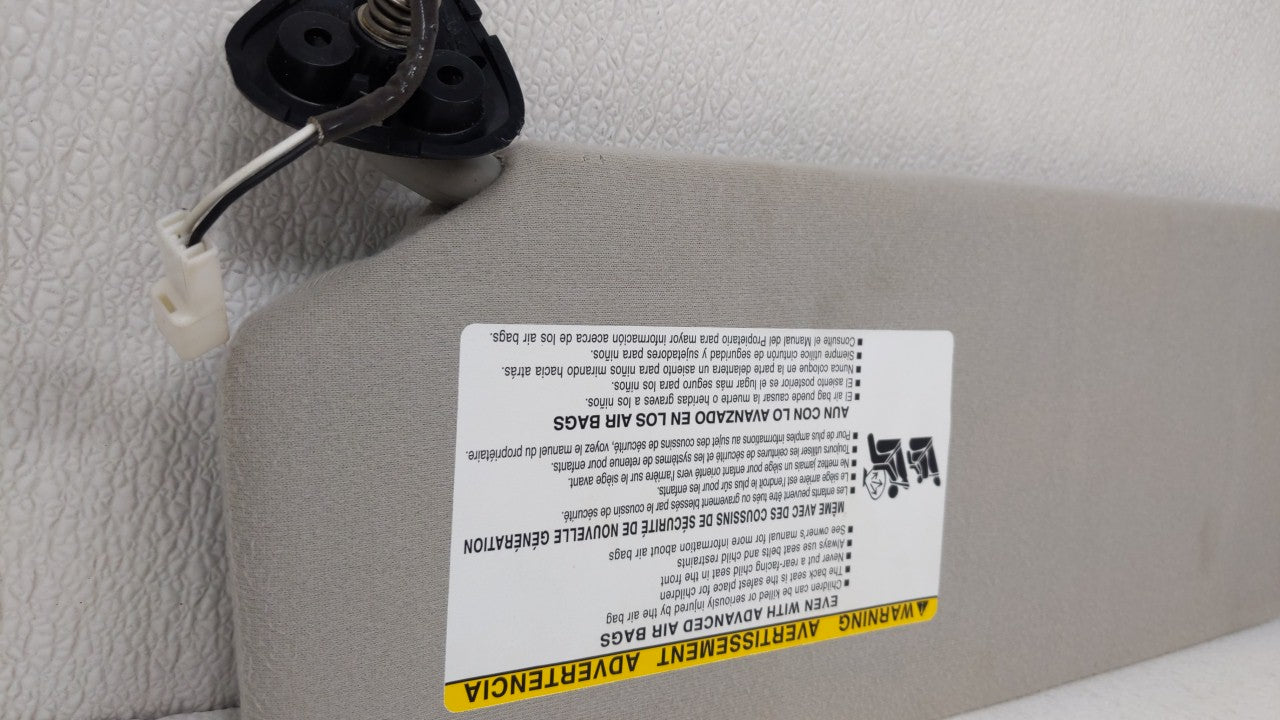 WARNING AVERTISSEMENT ADVERTENCIA
EVEN WITH ADVANCED AIR BAGS
■ Children can be killed or seriously injured by the air bag
■ The back seat is the safest place for children
■ Never put a rear-facing child seat in the front
■ Always use seat belts and child restraints
■ See owner's manual for more information about air bags
MÊME AVEC DES COUSSINS DE SÉCURITÉ DE NOUVELLE GÉNÉRATION
■ Les enfants peuvent être tués ou gravement blessés par le coussin de sécurité.
■ Le siège arrière est l'endroit le plus sûr pour les enfants.
■ Ne mettez jamais un siège pour enfant orienté vers l'arrière sur le siège avant.
■ Toujours utiliser les ceintures de sécurité et les systèmes de retenue pour enfants.
■ Pour de plus amples informations au sujet des coussins de sécurité, voyez le manuel du propriétaire.
AUN CON LO AVANZADO EN LOS AIR BAGS
■ El air bag puede causar la muerte o heridas graves a los niños.
■ El asiento posterior es el lugar más seguro para los niños.
■ Nunca coloque en la parte delantera un asiento para niños mirando hacia atrás.
■ Siempre utilice cinturón de seguridad y sujetadores para niños.
■ Consulte el Manual del Propietario para mayor información acerca de los air bags.